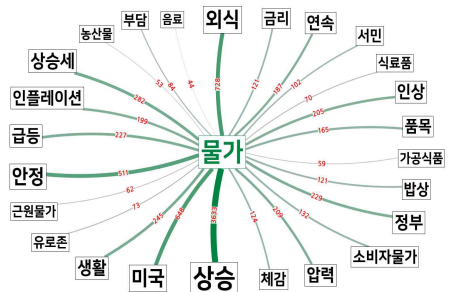 외식
부담
음료
금리
연속
농산물
서민
상승세
식료품
728
121
187
102
53
84
44
인플레이션
282
70
인상
199
205
급등
227
165
품목
물가
안정
511
59
가공식품
121
밥상
근원물가
62
229
정부
유로존
73
245
648
3633
124
209
132
소비자물가
생활
미국
상승
체감
압력